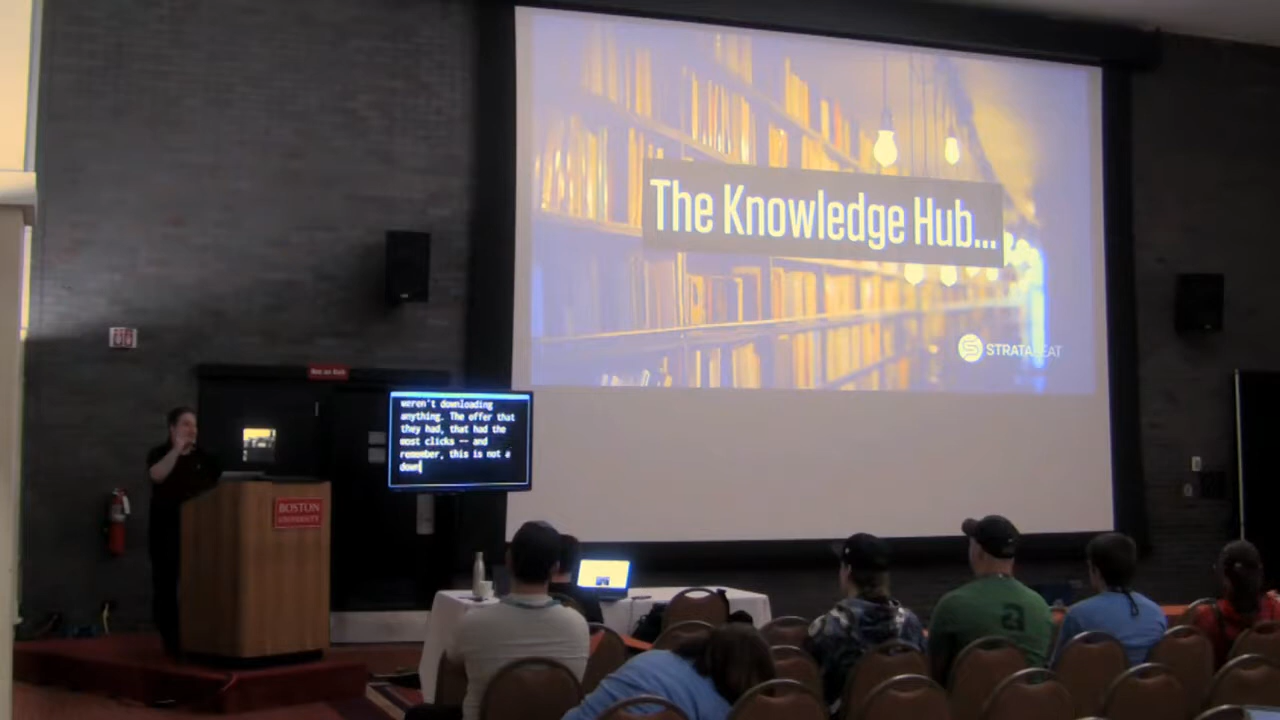 The Knowledge Hub...
STRATABEAT
weren't downloading
anything. The offer that
they had, that had the
most clicks -- and
remember, this is not a
down
BOSTON
UNIVERSITY